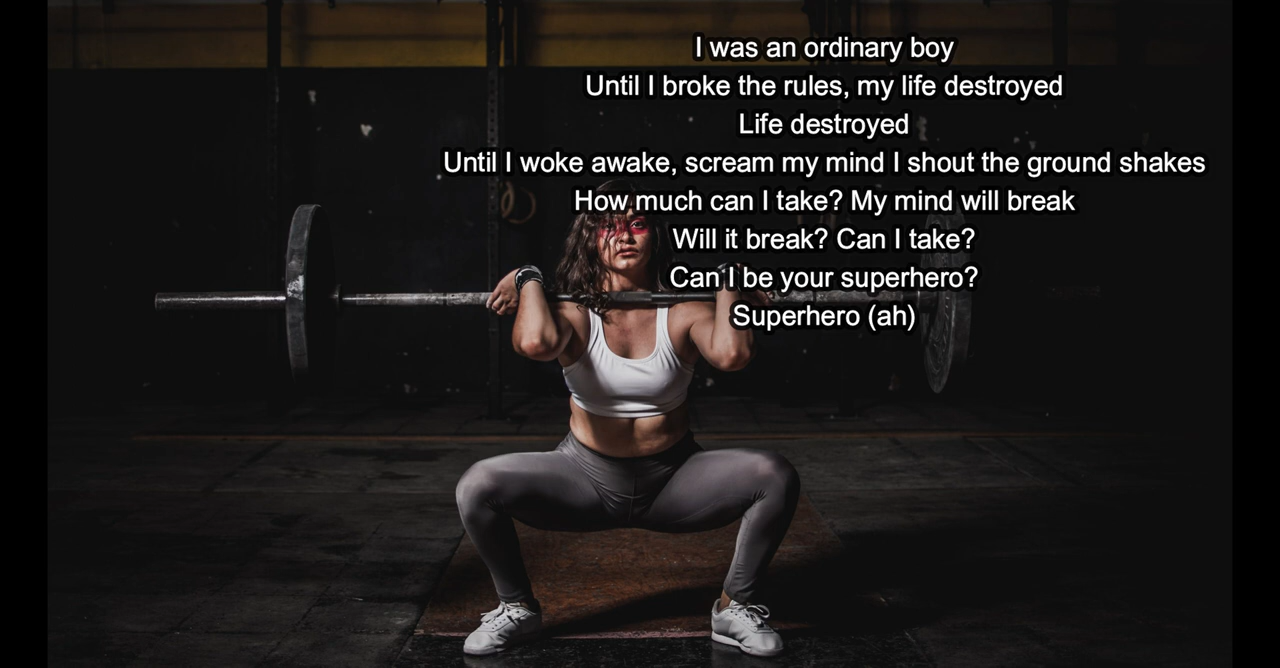 I was an ordinary boy
Until I broke the rules, my life destroyed
Life destroyed
Until I woke awake, scream my mind I shout the ground shakes
How much can I take? My mind will break
Will it break? Can I take?
Can I be your superhero?
Superhero (ah)